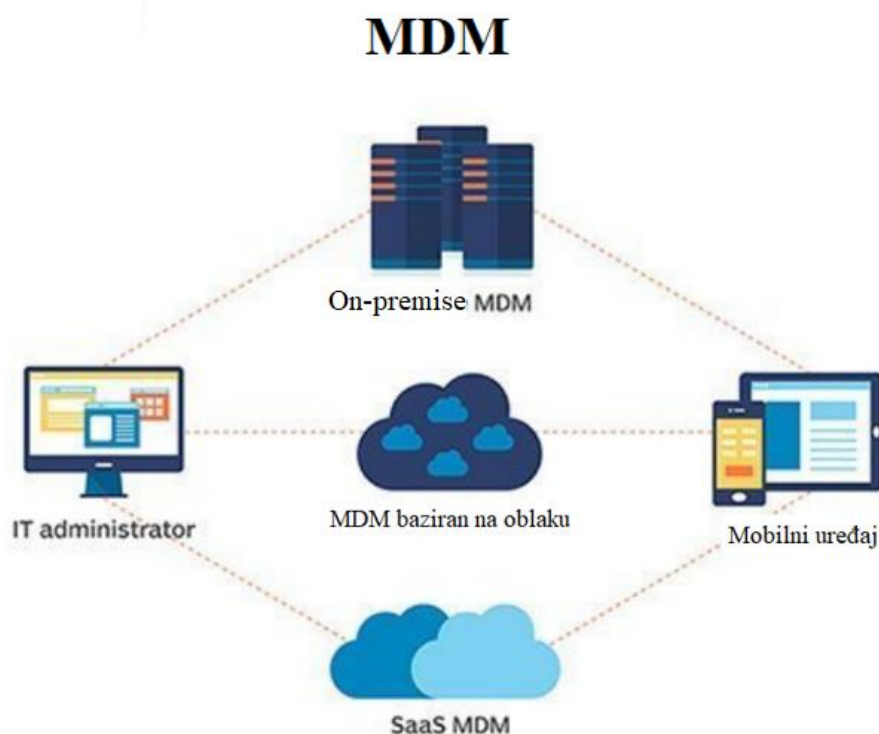 MDM
On-premise MDM
IT administrator
MDM baziran na oblaku
Mobilni uređaj
SaaS MDM